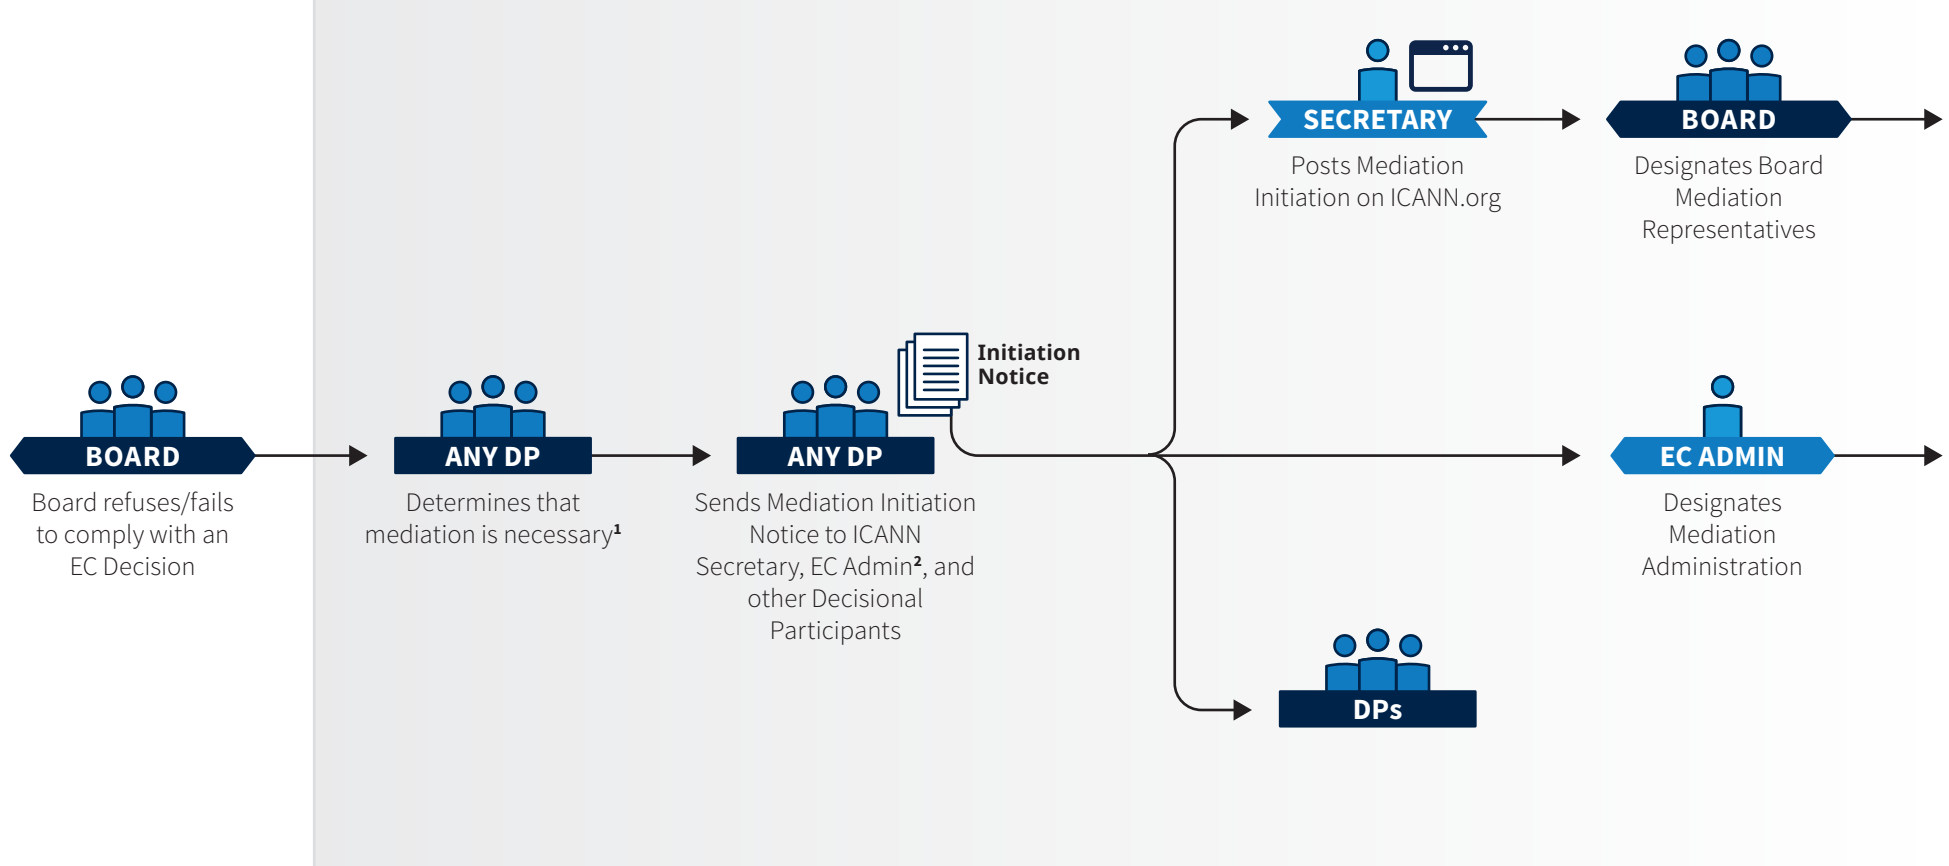 SECRETARY
Posts Mediation
Initiation on ICANN.org
BOARD
Designates Board
Mediation
Representatives
Initiation
Notice
BOARD
Board refuses/fails
to comply with an
EC Decision
ANY DP
Determines that
mediation is necessary¹
ANY DP
Sends Mediation Initiation
Notice to ICANN
Secretary, EC Admin², and
other Decisional
Participants
EC ADMIN
Designates
Mediation
Administration
DPs